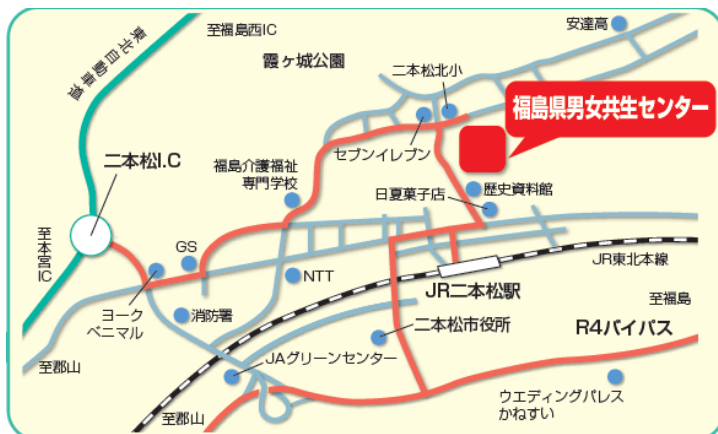 至福島西IC
安達高
東北自動車道
霞ヶ城公園
二本松北小
福島県男女共生センター
セブンイレブン
二本松I.C
福島介護福祉
専門学校
歴史資料館
日夏菓子店
至本宮IC
GS
NTT
JR東北本線
JR二本松駅
至福島
ヨーク
ベニマル
消防署
二本松市役所
R4バイパス
JAグリーンセンター
至郡山
ウエディングパレス
かねすい
至郡山